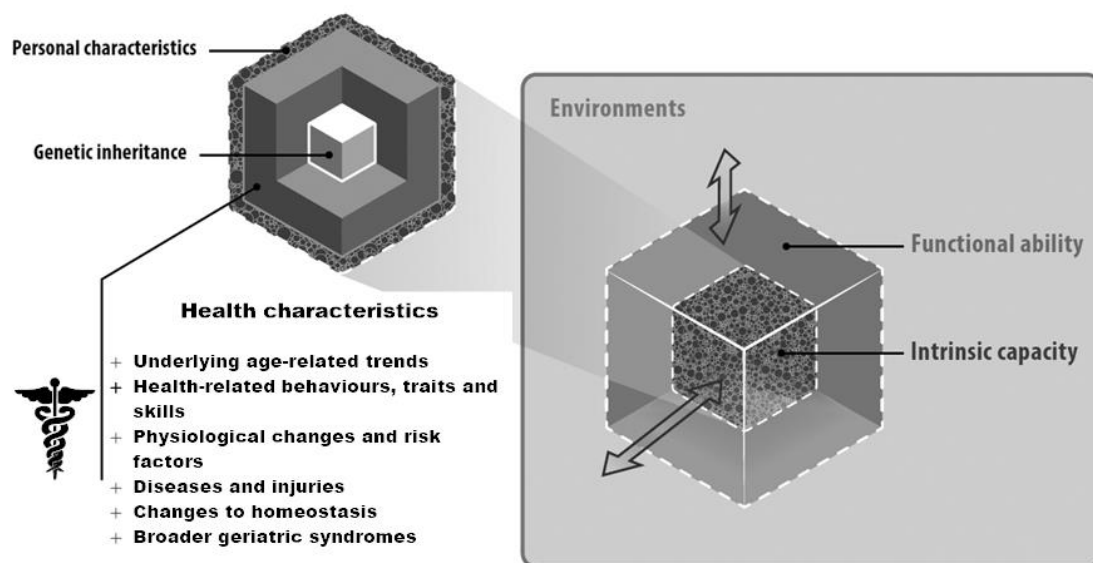 Personal characteristics
Genetic inheritance
Health characteristics
+ Underlying age-related trends
+ Health-related behaviours, traits and
skills
+ Physiological changes and risk
factors
+ Diseases and injuries
+ Changes to homeostasis
+ Broader geriatric syndromes
Environments
Functional ability
Intrinsic capacity